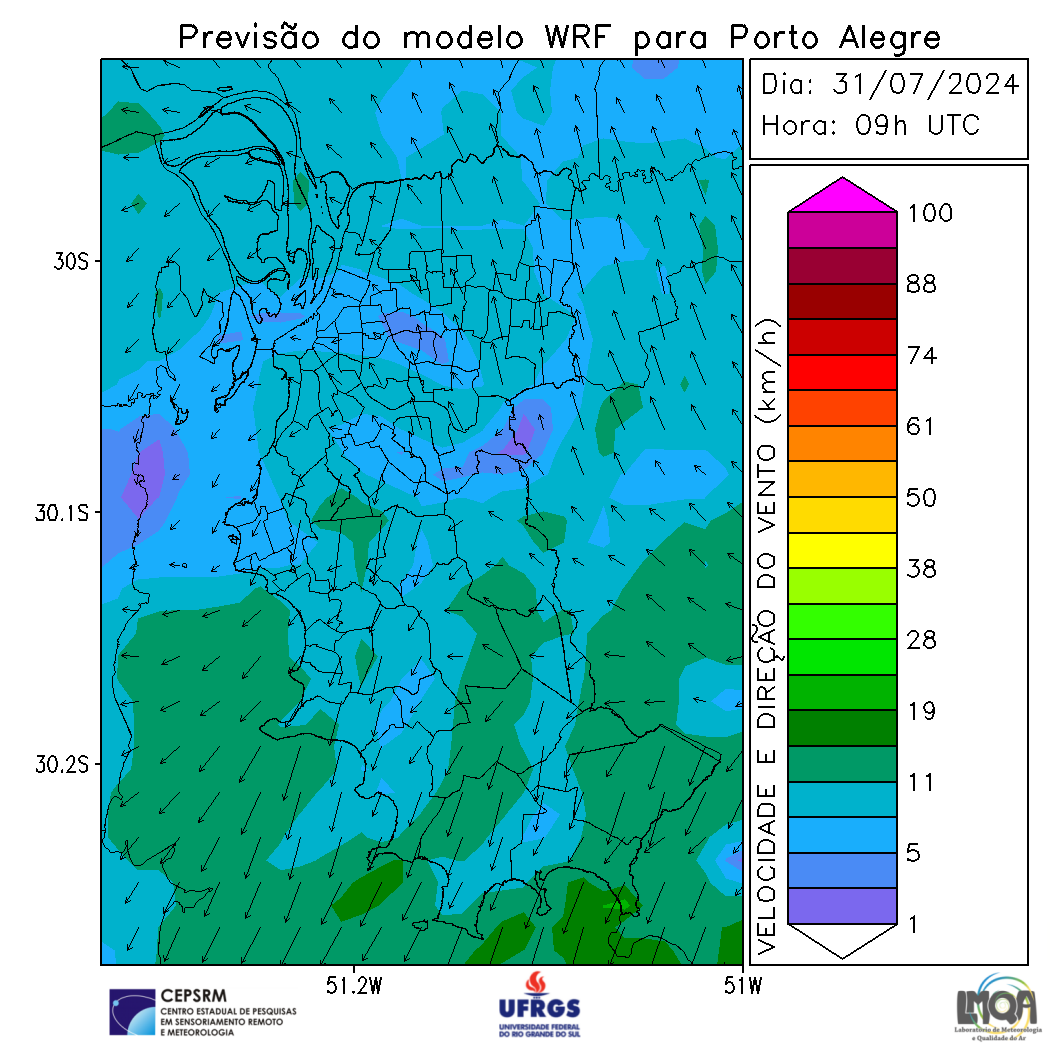 Previsão do modelo WRF para Porto Alegre
Dia: 31/07/2024
Hora: 09h UTC
30S
30.1S
30.2S
51.2W
51W
VELOCIDADE E DIREÇÃO DO VENTO (km/h)
100
88
74
61
50
38
28
19
11
5
1
CEPSRM
CENTRO ESTADUAL DE PESQUISAS
EM SENSORIAMENTO REMOTO
E METEOROLOGIA
UFRGS
UNIVERSIDADE FEDERAL
DO RIO GRANDE DO SUL
LMQA
Laboratório de Meteorologia
e Qualidade do Ar